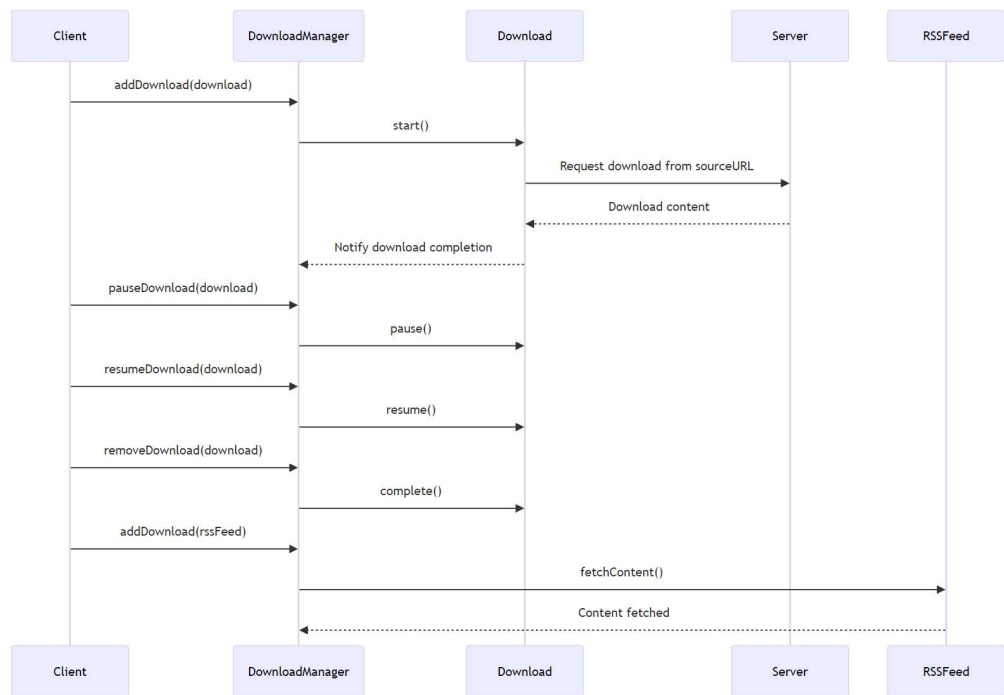 Client
DownloadManager
Download
Server
RSSFeed
addDownload(download)
start()
Request download from sourceURL
Download content
Notify download completion
pauseDownload(download)
pause()
resumeDownload(download)
resume()
removeDownload(download)
complete()
addDownload(rssFeed)
fetchContent()
Content fetched
Client
DownloadManager
Download
Server
RSSFeed